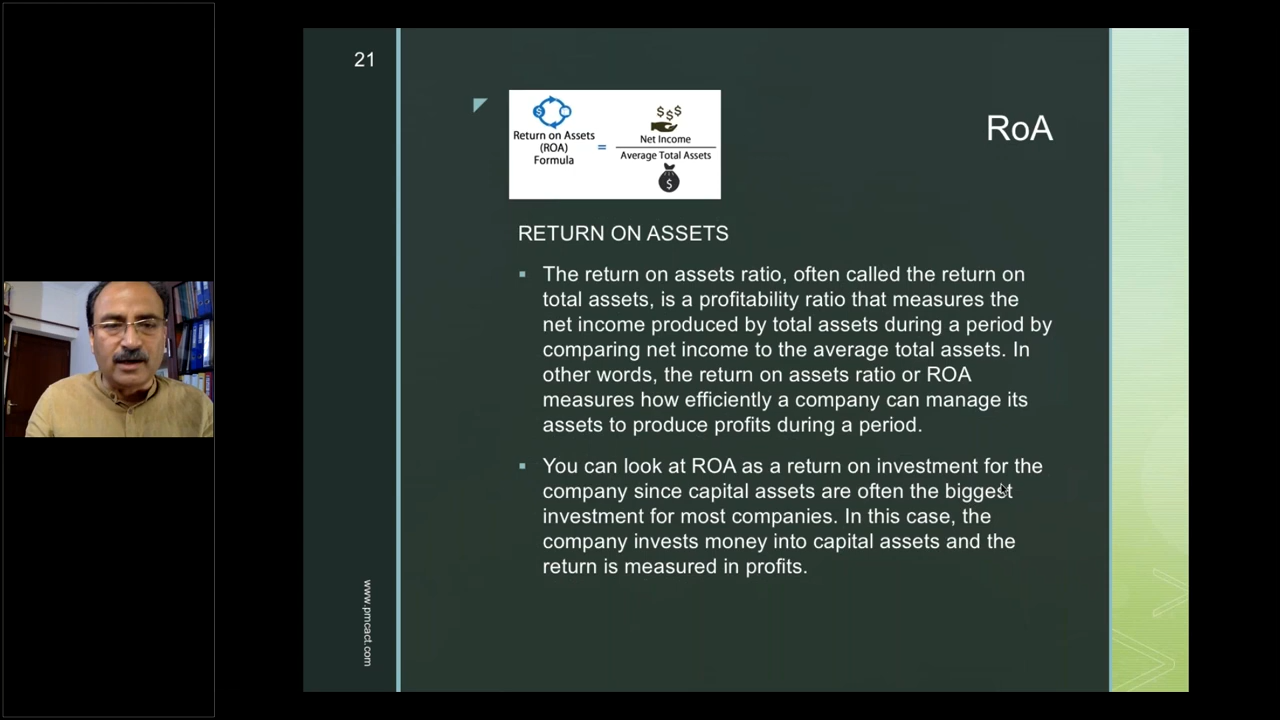 21
RoA
Return on Assets
(ROA)
Formula
=
$$$
Net Income
Average Total Assets
$
RETURN ON ASSETS
▪ The return on assets ratio, often called the return on
total assets, is a profitability ratio that measures the
net income produced by total assets during a period by
comparing net income to the average total assets. In
other words, the return on assets ratio or ROA
measures how efficiently a company can manage its
assets to produce profits during a period.
▪ You can look at ROA as a return on investment for the
company since capital assets are often the biggest
investment for most companies. In this case, the
company invests money into capital assets and the
return is measured in profits.
www.pmcact.com